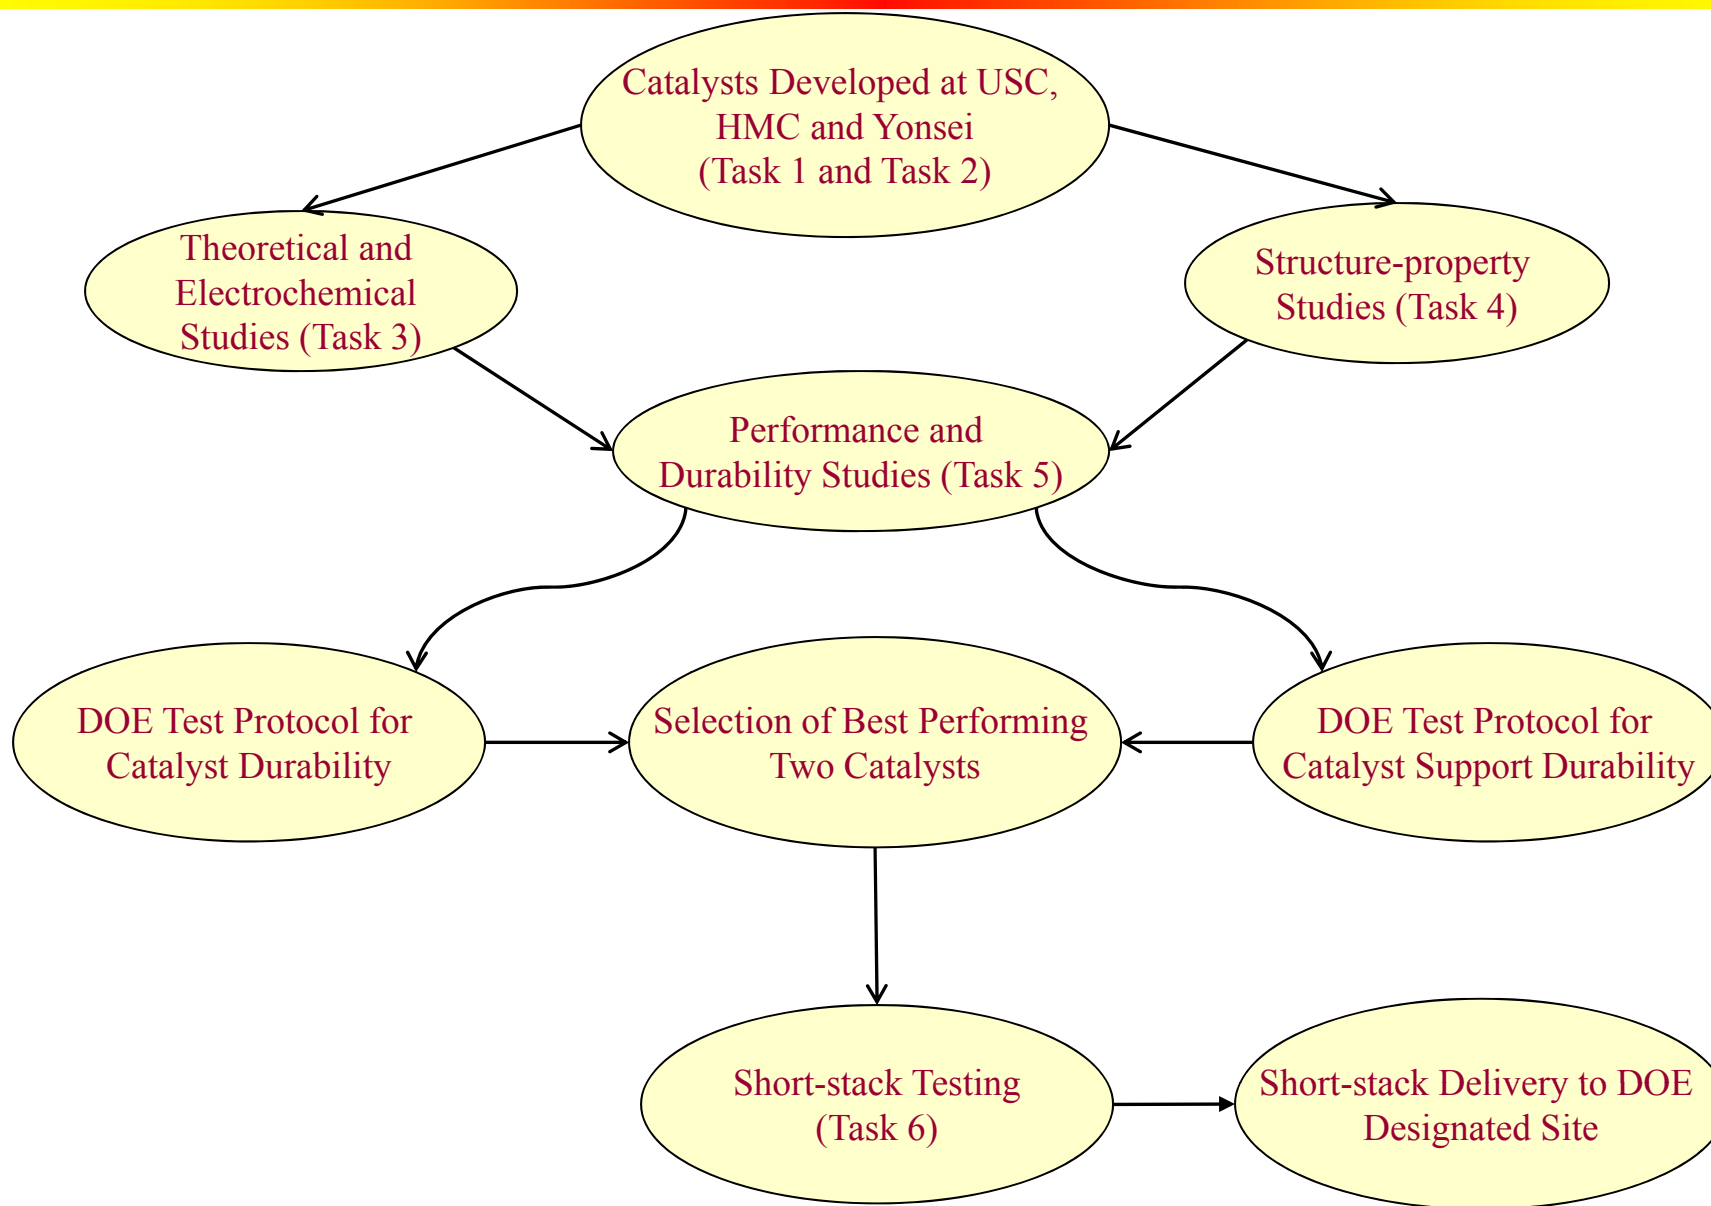 Catalysts Developed at USC,
HMC and Yonsei
(Task 1 and Task 2)
Theoretical and
Electrochemical
Studies (Task 3)
Structure-property
Studies (Task 4)
Performance and
Durability Studies (Task 5)
DOE Test Protocol for
Catalyst Durability
Selection of Best Performing
Two Catalysts
DOE Test Protocol for
Catalyst Support Durability
Short-stack Testing
(Task 6)
Short-stack Delivery to DOE
Designated Site